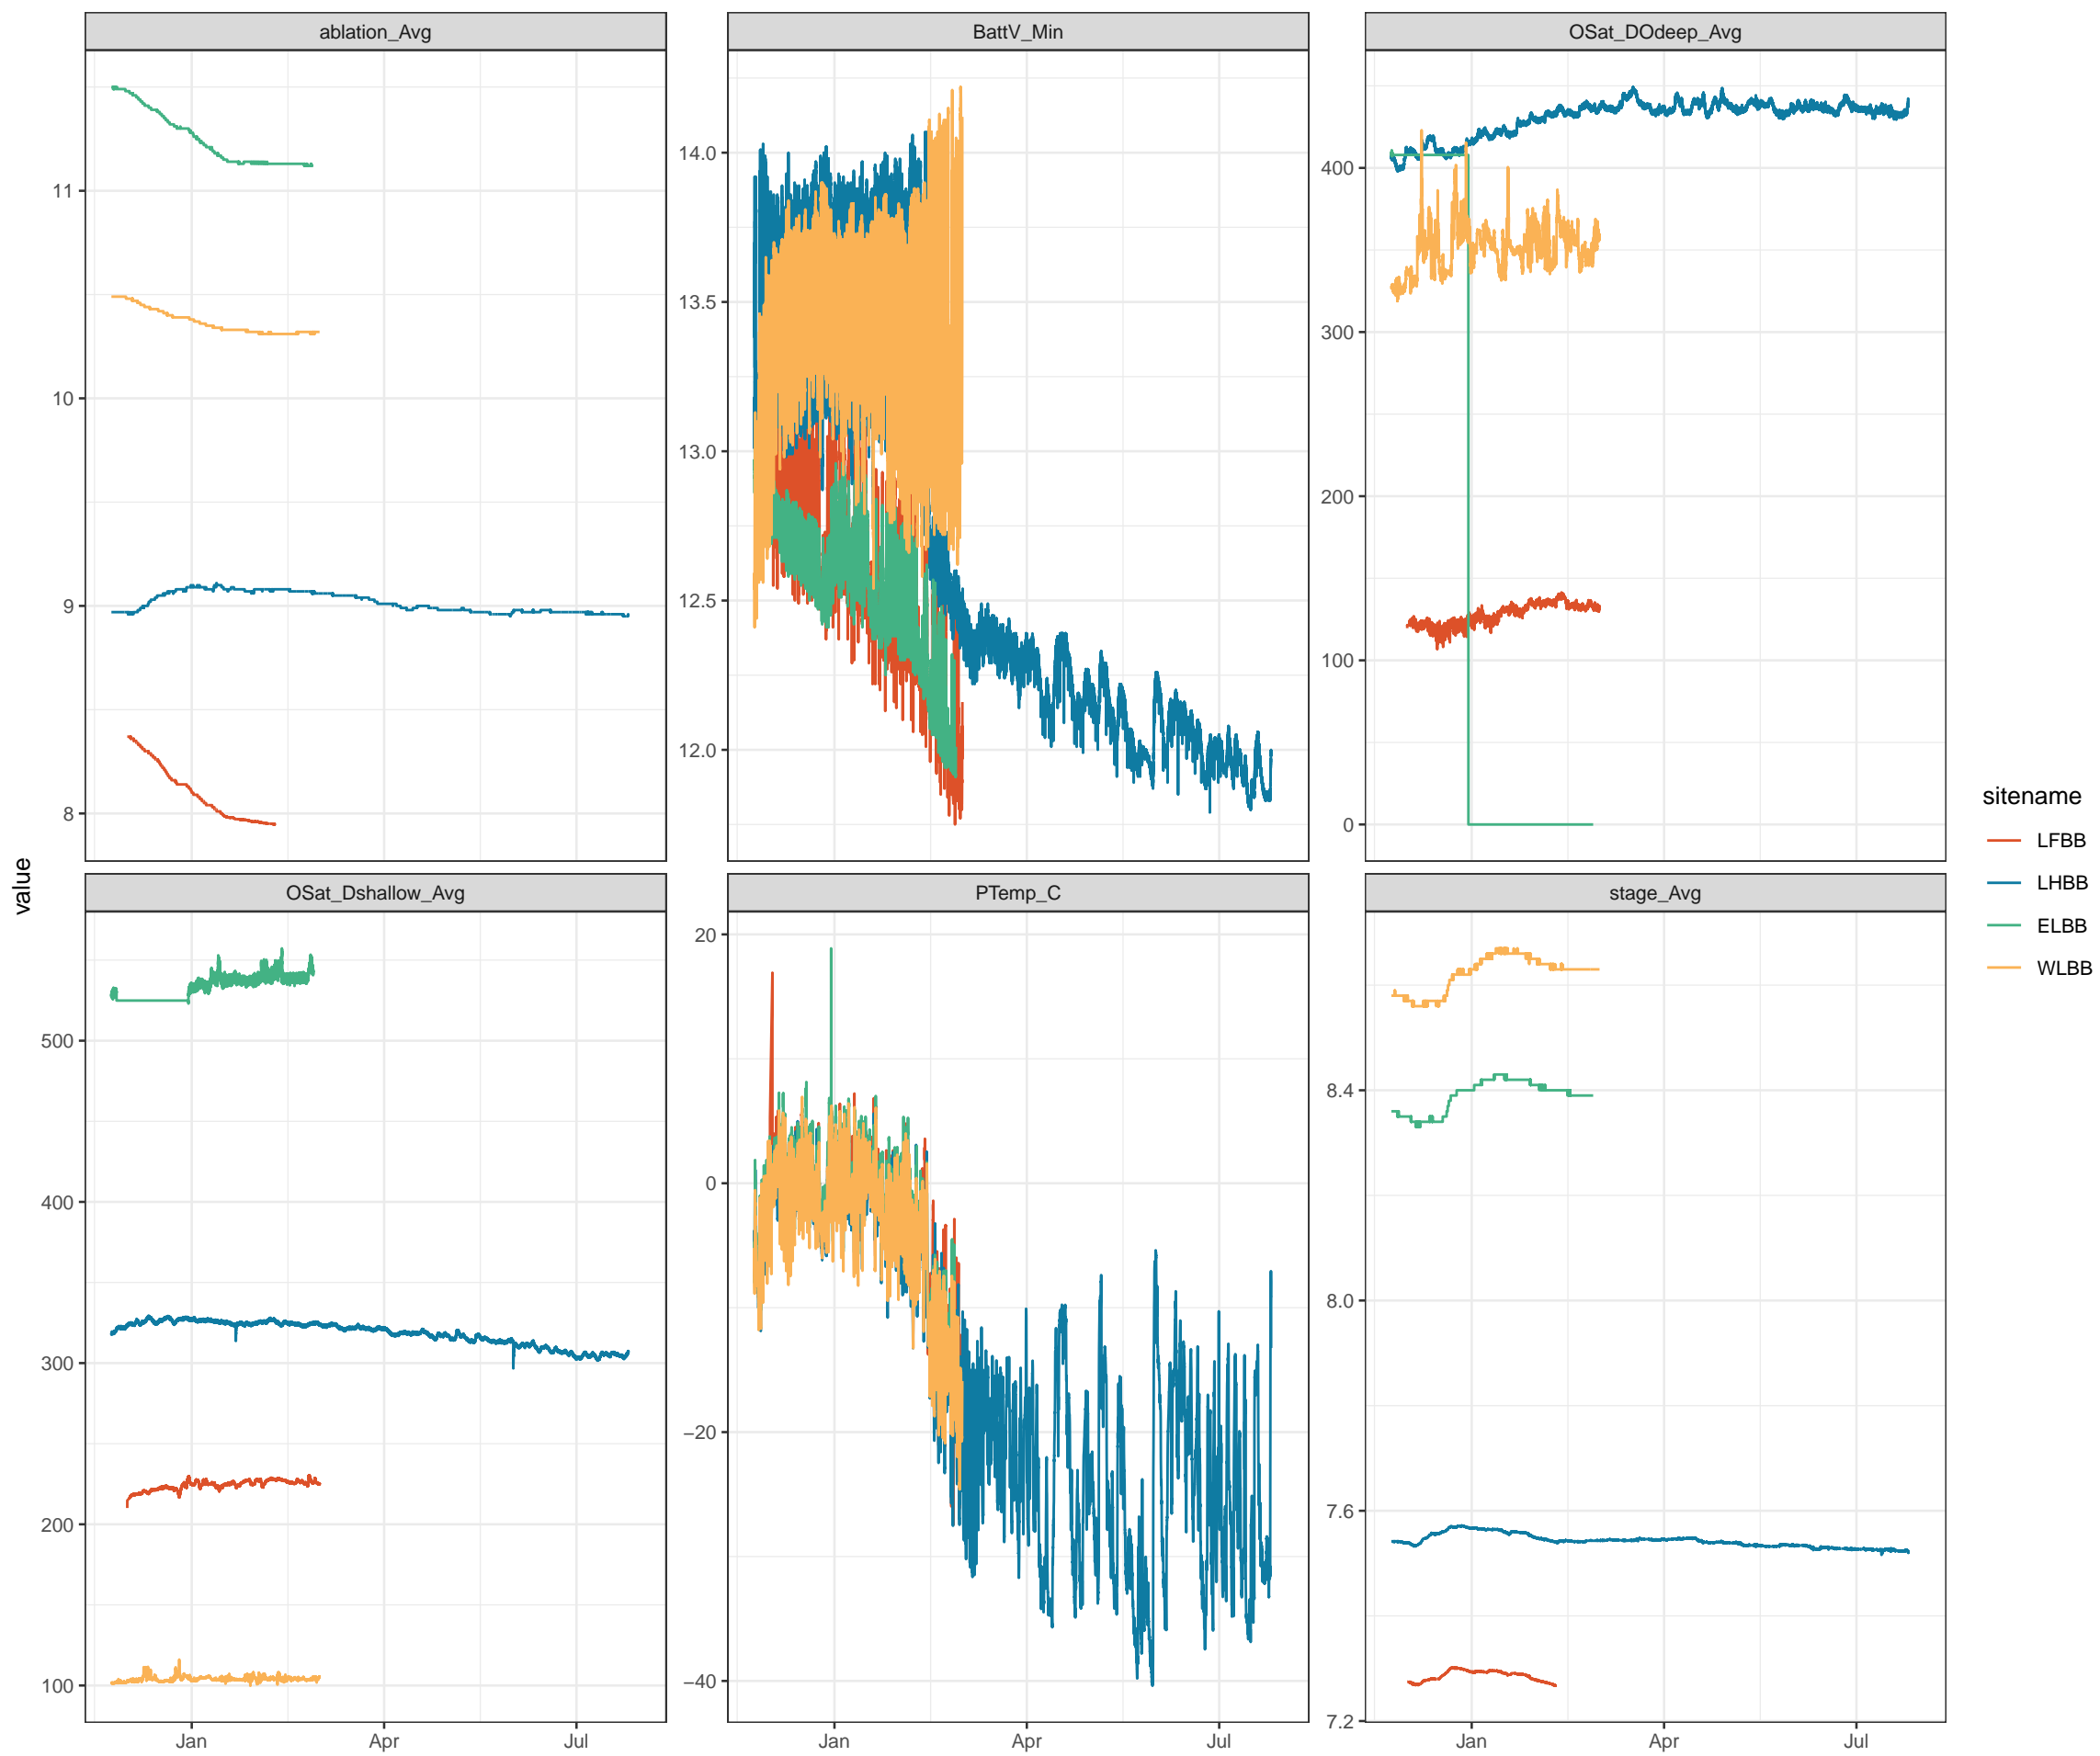 ablation_Avg
BattV_Min
OSat_DOdeep_Avg
11
10
9
8
14.0
13.5
13.0
12.5
12.0
400
300
200
100
0
value
OSat_Dshallow_Avg
PTemp_C
stage_Avg
500
400
300
200
100
20
0
−20
−40
8.4
8.0
7.6
7.2
Jan Apr Jul
Jan Apr Jul
Jan Apr Jul
sitename
LFBB
LHBB
ELBB
WLBB